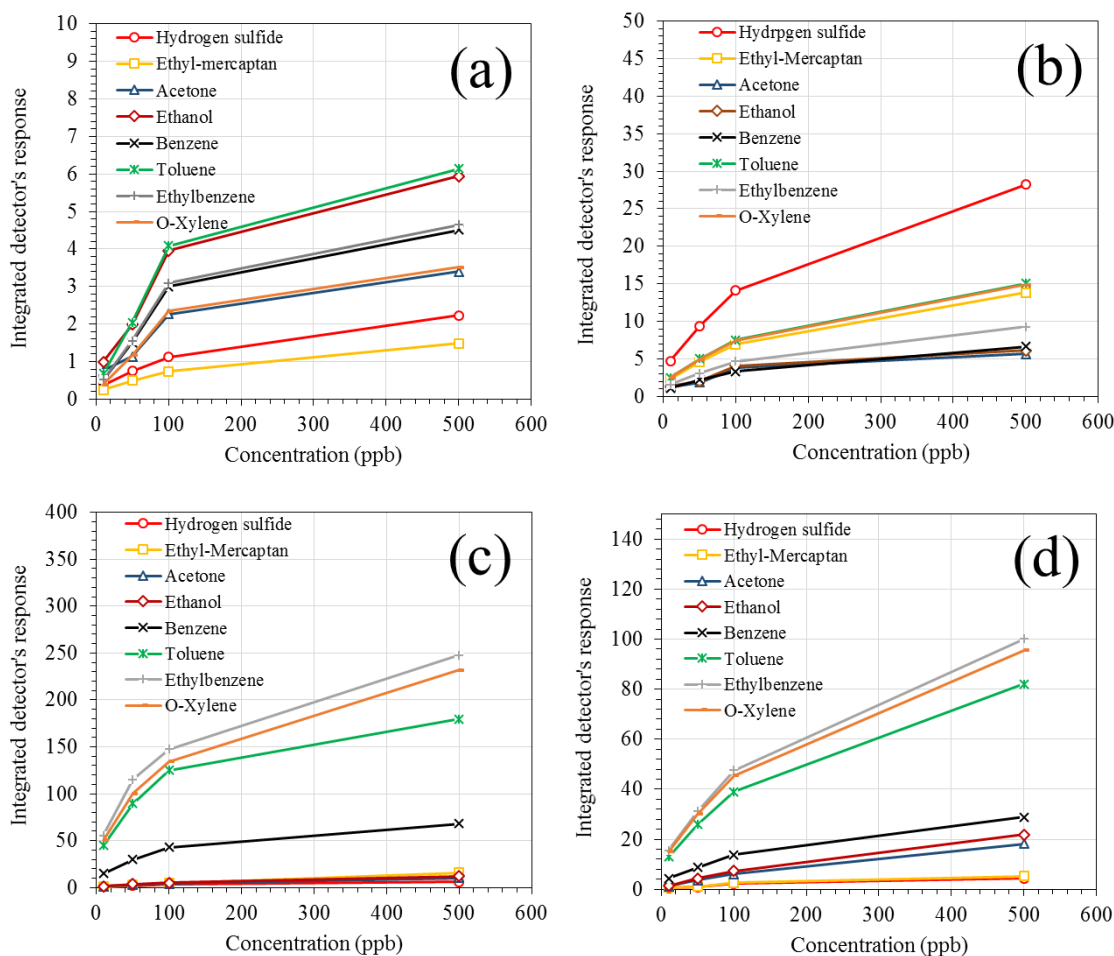 10
9
8
7
6
5
4
3
2
1
0
Integrated detector's response
Hydrogen sulfide
Ethyl-mercaptan
Acetone
Ethanol
Benzene
Toluene
Ethylbenzene
O-Xylene
(a)
0 100 200 300 400 500 600
Concentration (ppb)
50
45
40
35
30
25
20
15
10
5
0
Integrated detector's response
Hydrpgen sulfide
Ethyl-Mercaptan
Acetone
Ethanol
Benzene
Toluene
Ethylbenzene
O-Xylene
(b)
0 100 200 300 400 500 600
Concentration (ppb)
400
350
300
250
200
150
100
50
0
Integrated detector's response
Hydrogen sulfide
Ethyl-Mercaptan
Acetone
Ethanol
Benzene
Toluene
Ethylbenzene
O-Xylene
(c)
0 100 200 300 400 500 600
Concentration (ppb)
140
120
100
80
60
40
20
0
Integrated detector's response
Hydrogen sulfide
Ethyl-Mercaptan
Acetone
Ethanol
Benzene
Toluene
Ethylbenzene
O-Xylene
(d)
0 100 200 300 400 500 600
Concentration (ppb)